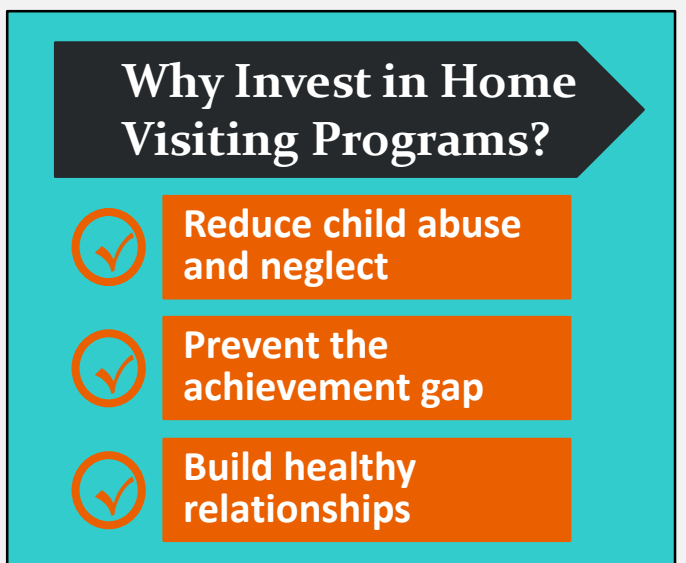 Why Invest in Home
Visiting Programs?
Reduce child abuse
and neglect
Prevent the
achievement gap
Build healthy
relationships